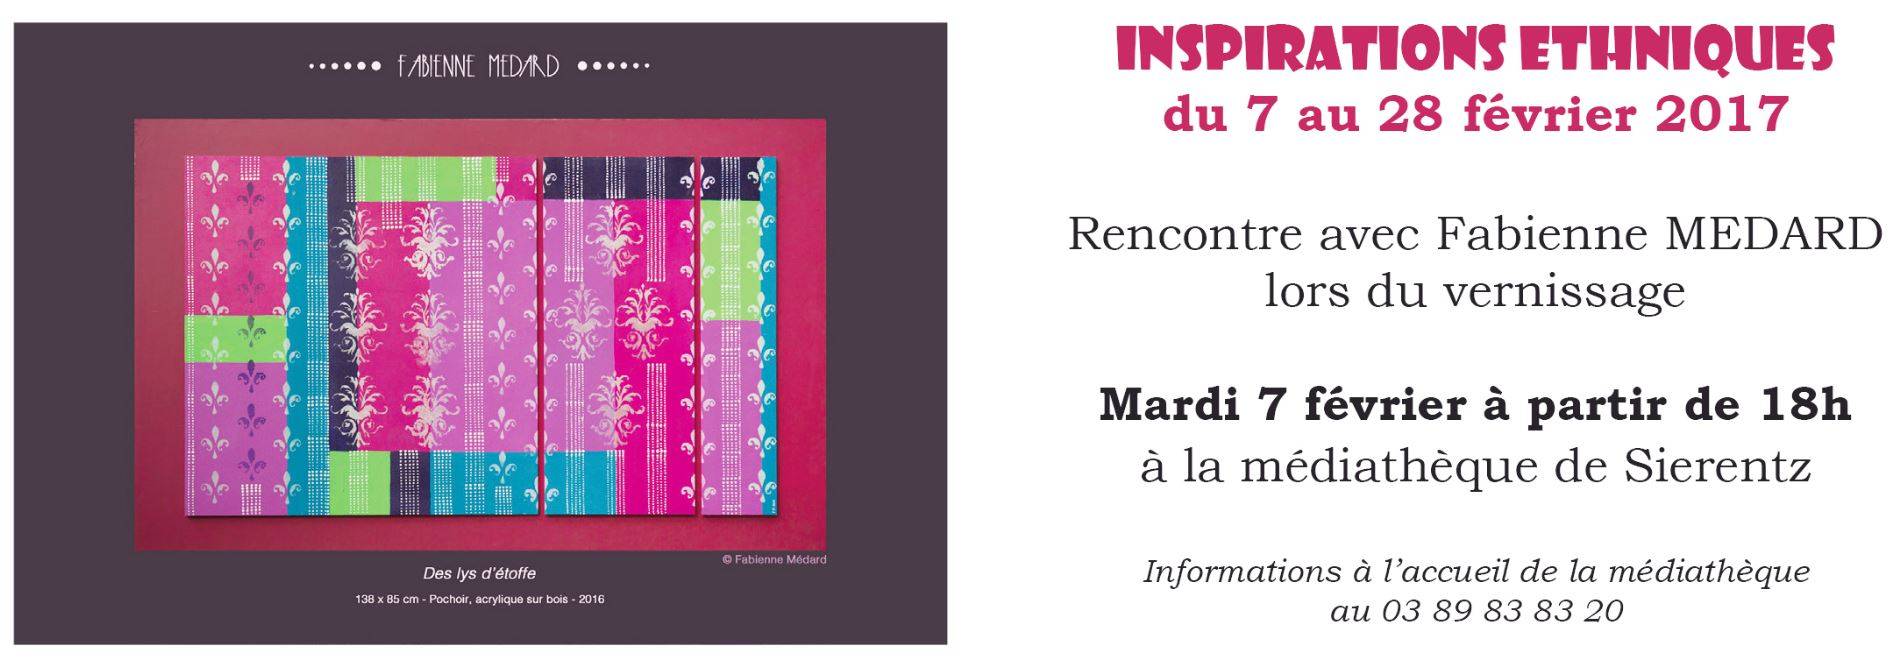 FABIENNE MEDARD
© Fabienne Médard
Des lys d'étoffe
138 x 85 cm - Pochoir, acrylique sur bois - 2016
INSPIRATIONS ETHNIQUES
du 7 au 28 février 2017
Rencontre avec Fabienne MEDARD
lors du vernissage
Mardi 7 février à partir de 18h
à la médiathèque de Sierentz
Informations à l'accueil de la médiathèque
au 03 89 83 83 20